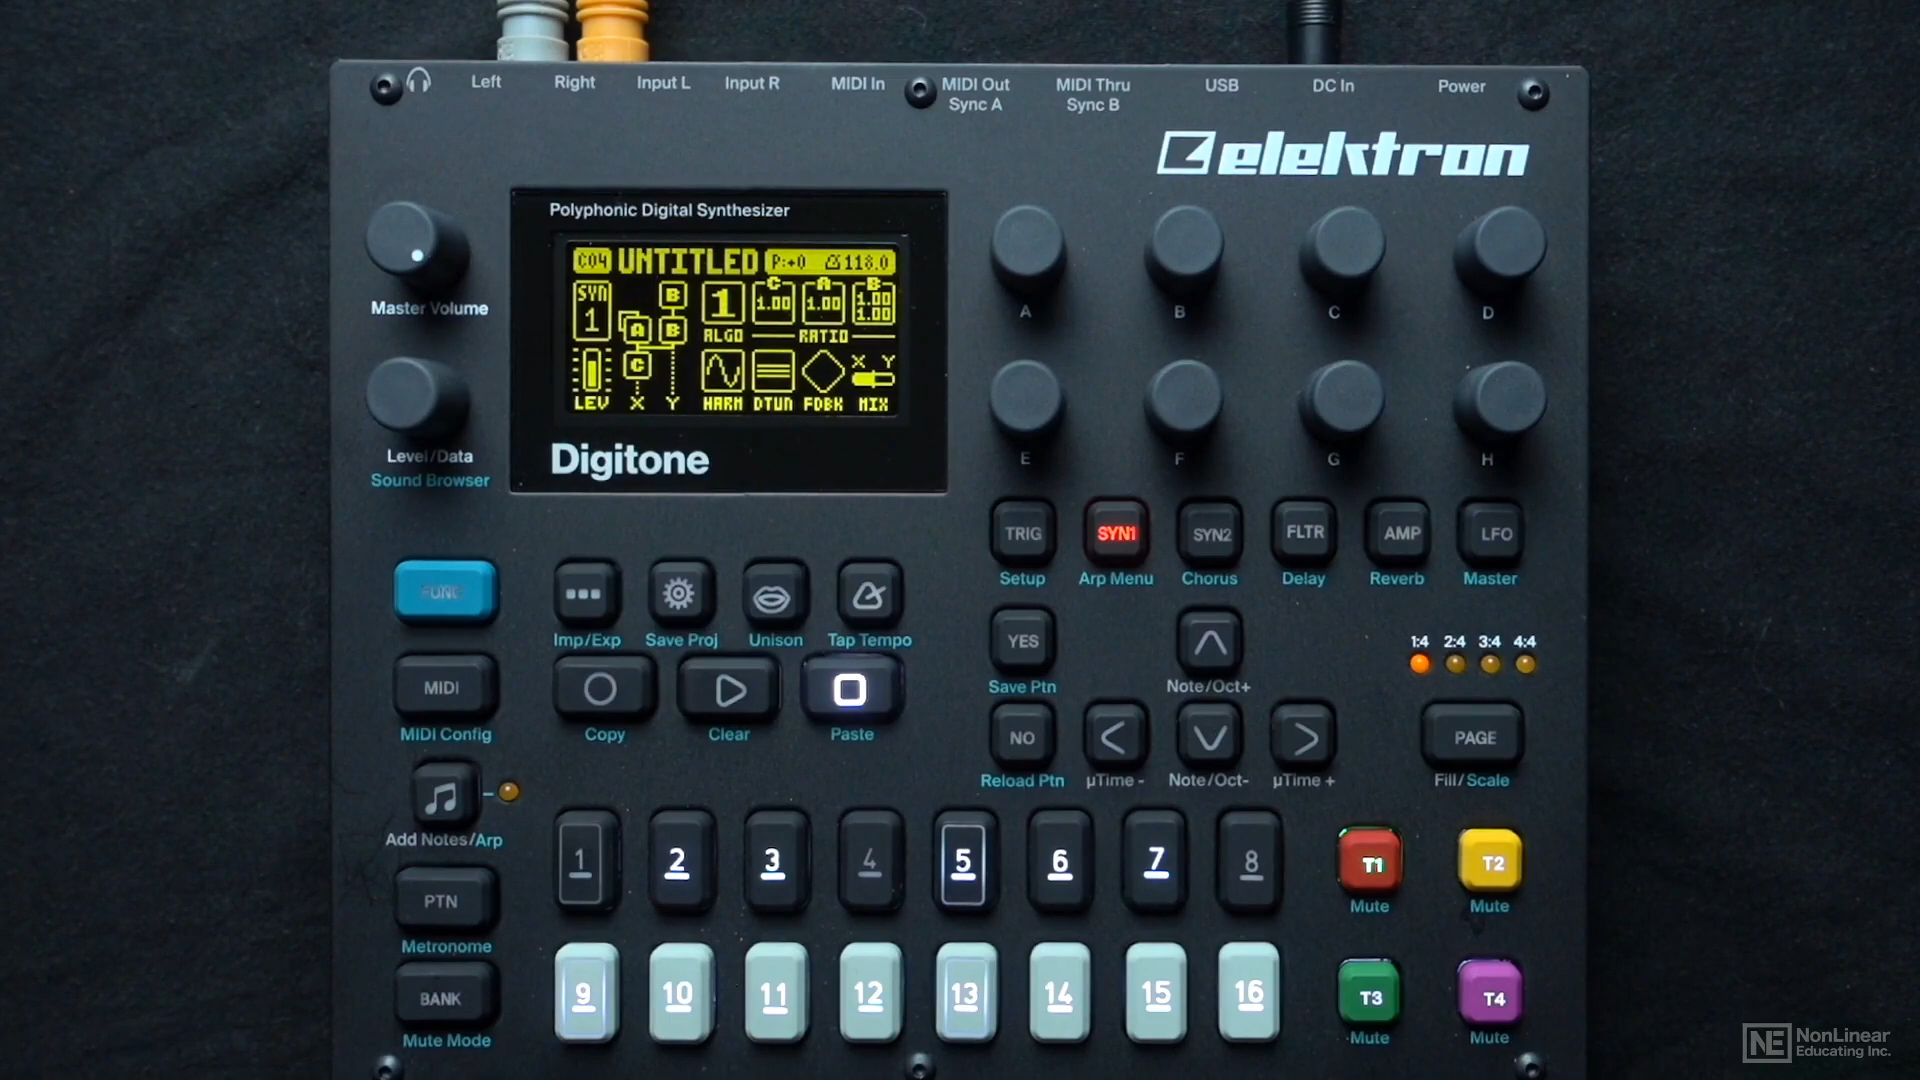 Left Right Input L Input R MIDI In MIDI Out MIDI Thru USB DC In Power
Sync A Sync B
elektron
Polyphonic Digital Synthesizer
C04 UNTITLED P:+0 118.0
SYN 1
B
A B
C
X Y
LEV
1 C 1.00 A 1.00 B 1.00 1.00
ALGO RATIO
X Y
HARM DTUN FDBK MIX
Digitone
Master Volume
Level/Data
Sound Browser
A B C D
E F G H
TRIG SYN1 SYN2 FLTR AMP LFO
Setup Arp Menu Chorus Delay Reverb Master
FUNC
Imp/Exp Save Proj Unison Tap Tempo
YES
Save Ptn Note/Oct+
1:4 2:4 3:4 4:4
MIDI
MIDI Config Copy Clear Paste
NO PAGE
Reload Ptn µTime - Note/Oct- µTime + Fill/Scale
Add Notes/Arp
PTN
Metronome
BANK
Mute Mode
1 2 3 4 5 6 7 8 T1 T2
Mute Mute
9 10 11 12 13 14 15 16 T3 T4
Mute Mute
NE NonLinear
Educating Inc.